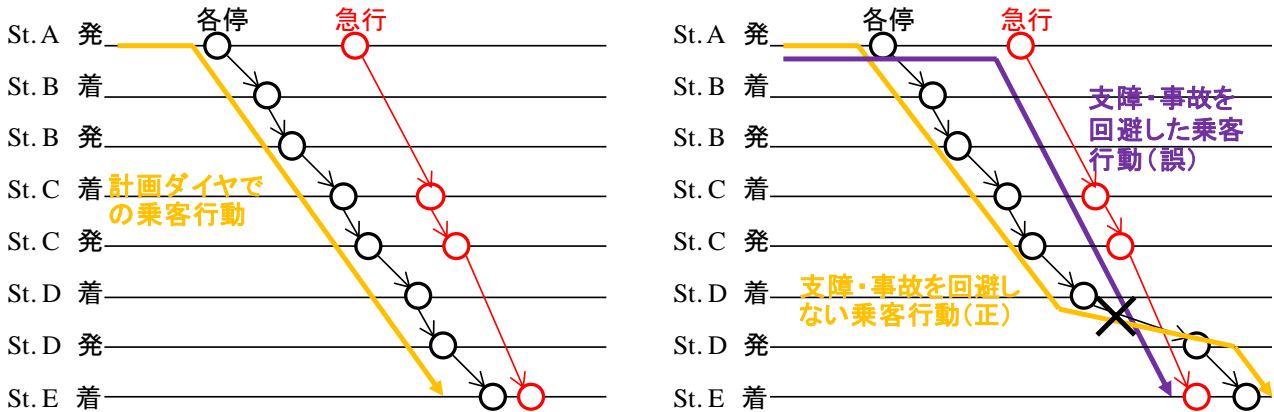 各停
急行
St. A 発
St. B 着
St. B 発
St. C 着
St. C 発
St. D 着
St. D 発
St. E 着
計画ダイヤで
の乗客行動
各停
急行
St. A 発
St. B 着
St. B 発
St. C 着
St. C 発
St. D 着
St. D 発
St. E 着
支障・事故を
回避した乗客
行動(誤)
支障・事故を回避し
ない乗客行動(正)